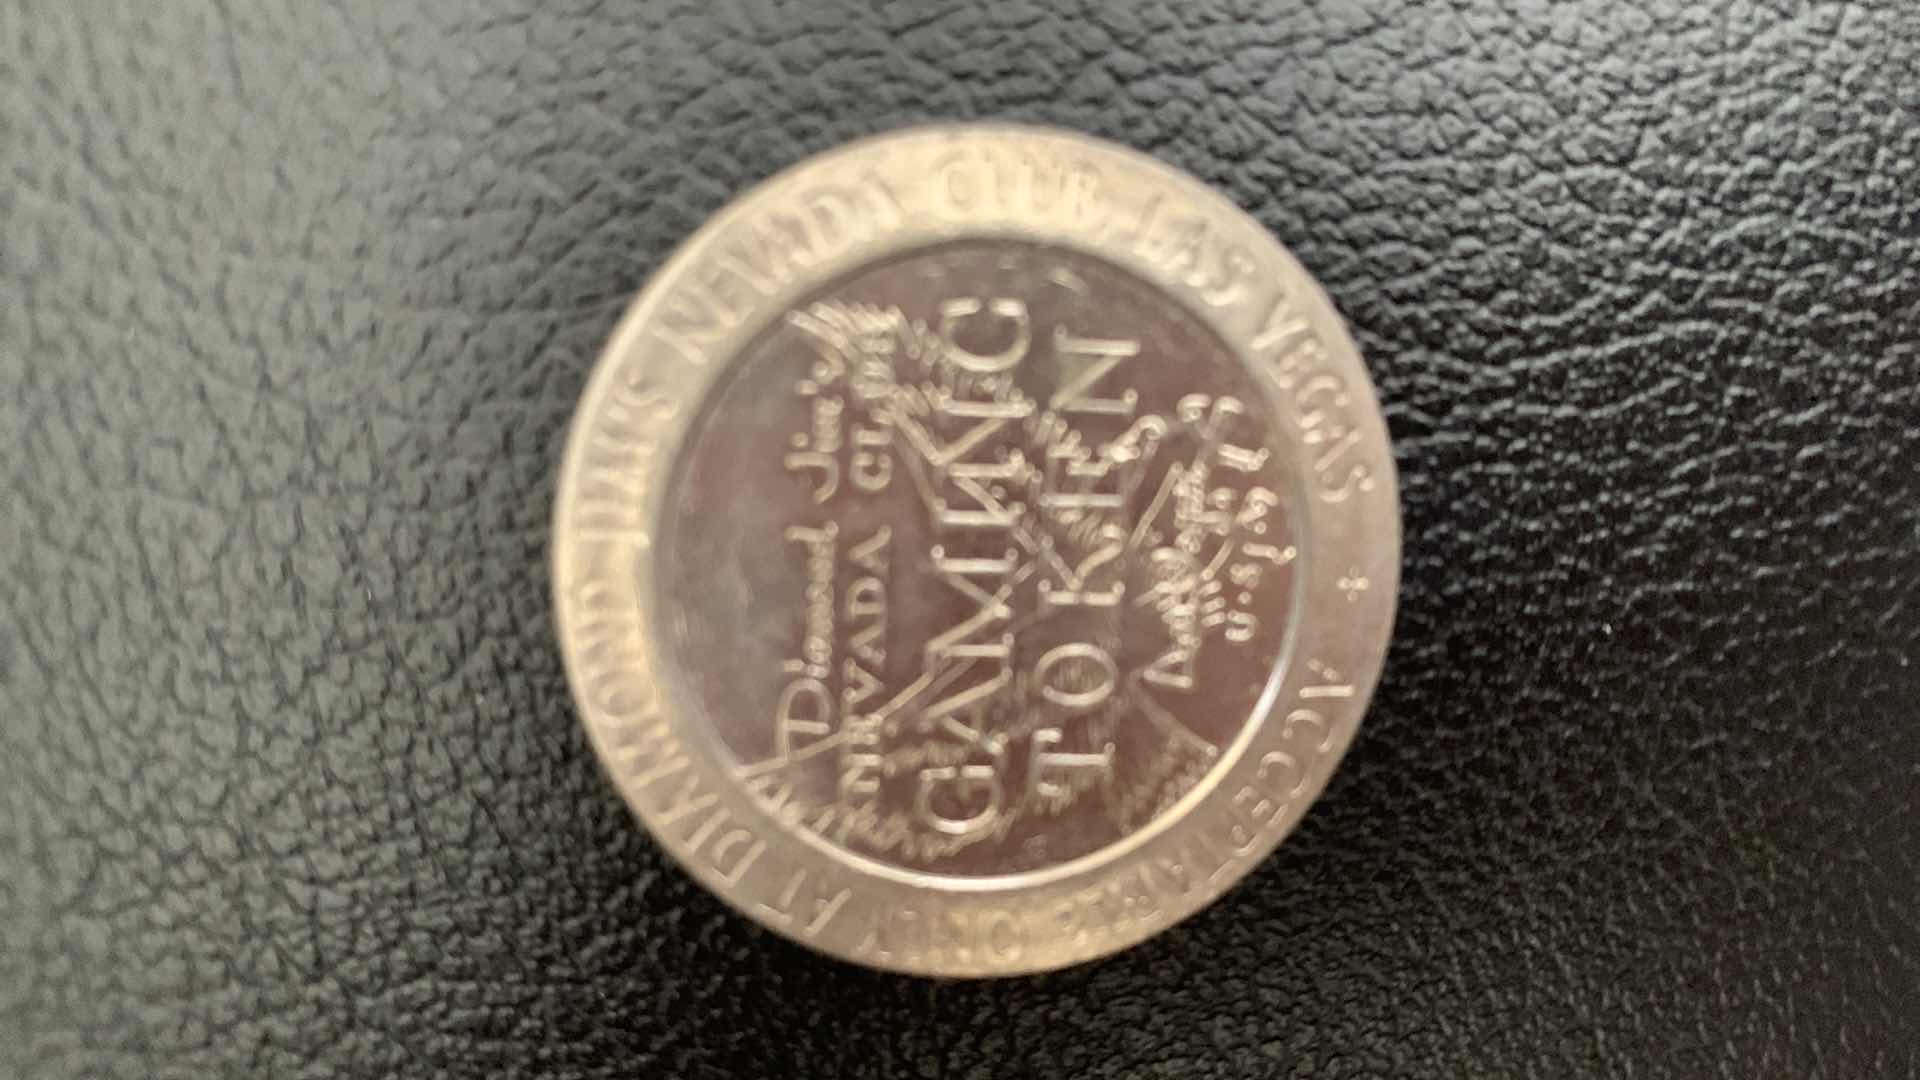 ACCEPTABLE ONLY AT DIAMOND JIM'S NEVADA CLUB LAS VEGAS
Diamond Jim's
NEVADA CLUB
GAMING
TOKEN